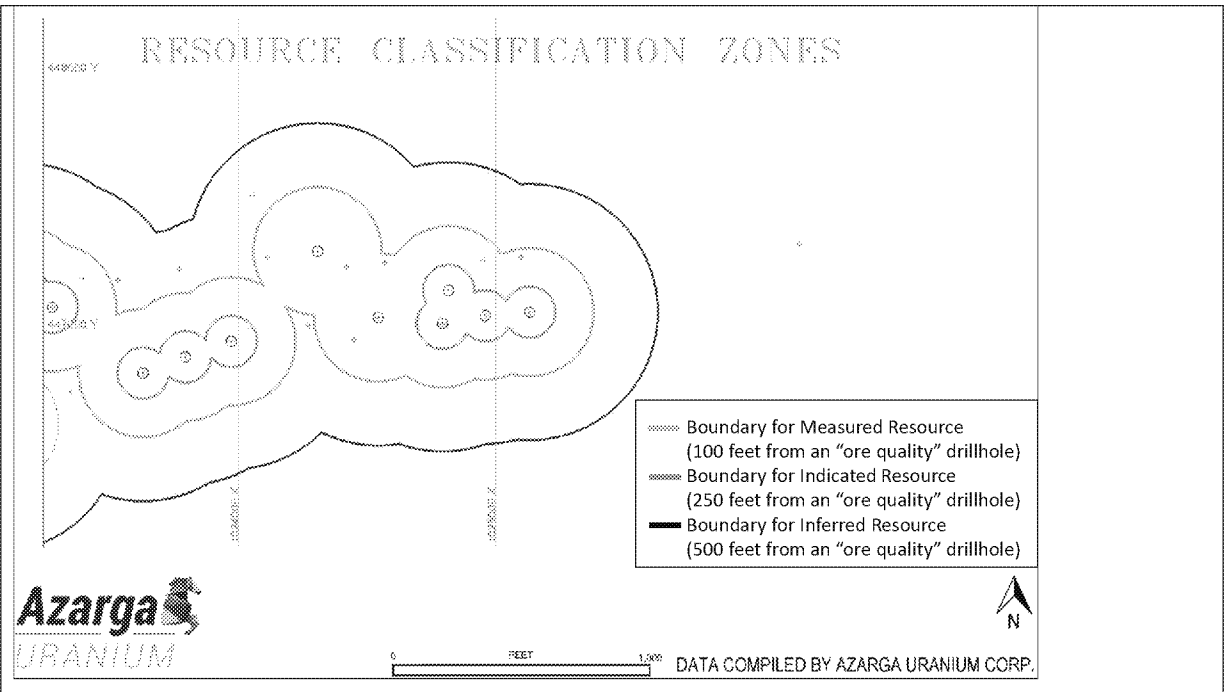 RESOURCE CLASSIFICATION ZONES
Boundary for Measured Resource
(100 feet from an “ore quality” drillhole)
Boundary for Indicated Resource
(250 feet from an “ore quality” drillhole)
Boundary for Inferred Resource
(500 feet from an “ore quality” drillhole)
Azarga
URANIUM
N
0 FEET 1,000
DATA COMPILED BY AZARGA URANIUM CORP.